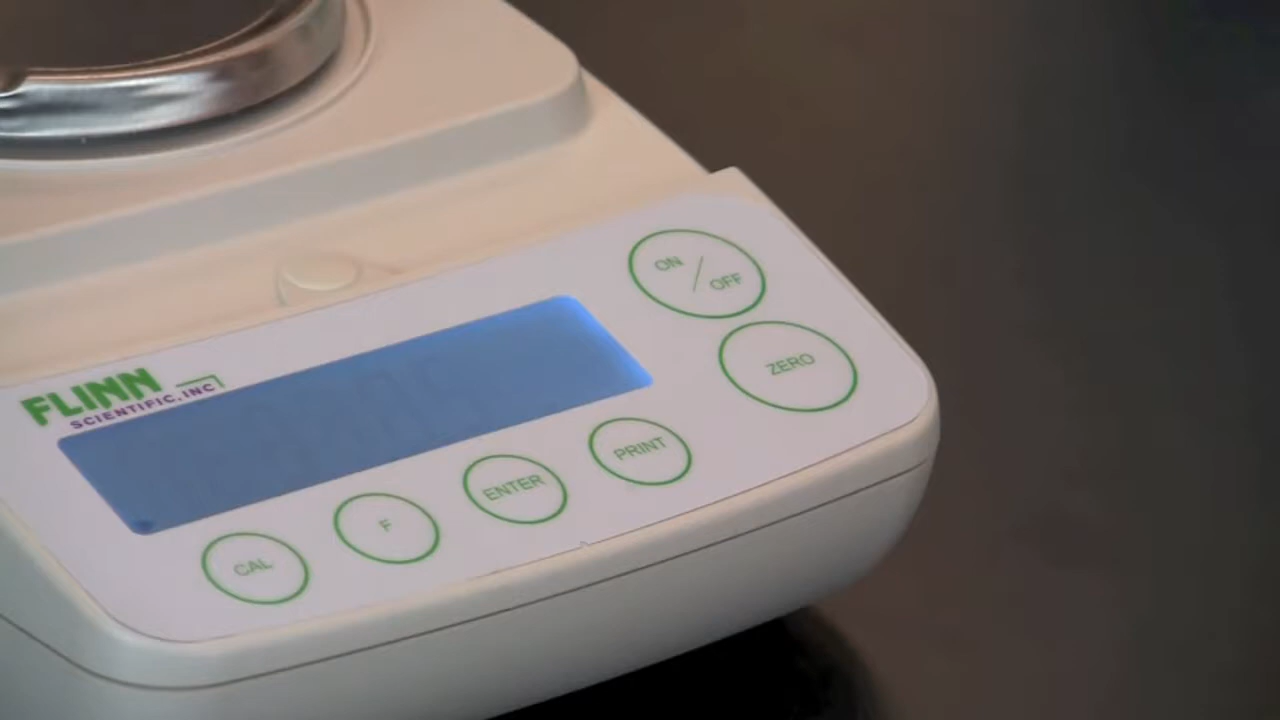 FLINN
SCIENTIFIC, INC
ON / OFF
ZERO
PRINT
ENTER
F
CAL